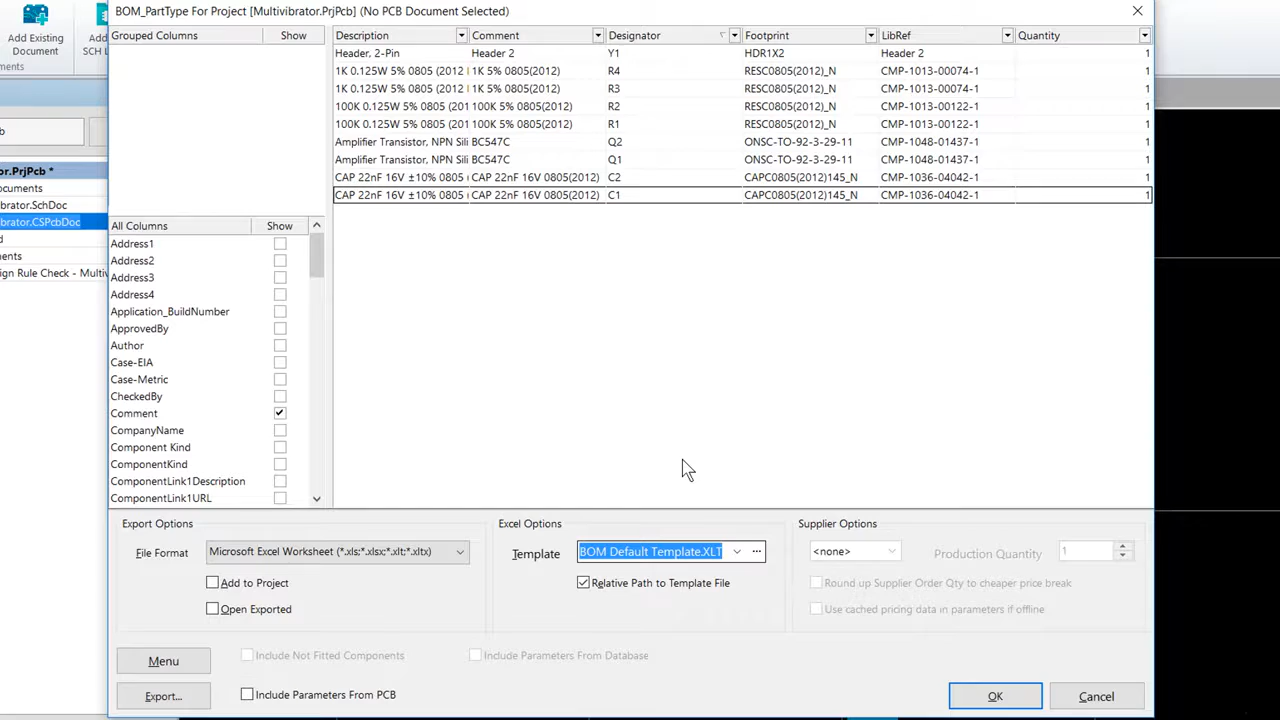 BOM_PartType For Project [Multivibrator.PrjPcb] (No PCB Document Selected)
Add Existing
Document
Grouped Columns Show
Description Comment Designator Footprint LibRef Quantity
Header, 2-Pin Header 2 Y1 HDR1X2 Header 2 1
1K 0.125W 5% 0805 (2012 1K 5% 0805(2012) R4 RESC0805(2012)_N CMP-1013-00074-1 1
1K 0.125W 5% 0805 (2012 1K 5% 0805(2012) R3 RESC0805(2012)_N CMP-1013-00074-1 1
100K 0.125W 5% 0805 (201 100K 5% 0805(2012) R2 RESC0805(2012)_N CMP-1013-00122-1 1
100K 0.125W 5% 0805 (201 100K 5% 0805(2012) R1 RESC0805(2012)_N CMP-1013-00122-1 1
Amplifier Transistor, NPN Sili BC547C Q2 ONSC-TO-92-3-29-11 CMP-1048-01437-1 1
Amplifier Transistor, NPN Sili BC547C Q1 ONSC-TO-92-3-29-11 CMP-1048-01437-1 1
CAP 22nF 16V ±10% 0805 CAP 22nF 16V 0805(2012) C2 CAPC0805(2012)145_N CMP-1036-04042-1 1
CAP 22nF 16V ±10% 0805 CAP 22nF 16V 0805(2012) C1 CAPC0805(2012)145_N CMP-1036-04042-1 1
or.PrjPcb *
ocuments
ibrator.SchDoc
brator.CSPcbDoc
ign Rule Check - Multiv
All Columns Show
Address1
Address2
Address3
Address4
Application_BuildNumber
ApprovedBy
Author
Case-EIA
Case-Metric
CheckedBy
Comment
CompanyName
Component Kind
ComponentKind
ComponentLink1Description
ComponentLink1URL
Export Options
File Format Microsoft Excel Worksheet (*.xls;*.xlsx;*.xlt;*.xltx)
Add to Project
Open Exported
Excel Options
Template BOM Default Template.XLT ...
Relative Path to Template File
Supplier Options
<none> Production Quantity 1
Round up Supplier Order Qty to cheaper price break
Use cached pricing data in parameters if offline
Menu Include Not Fitted Components Include Parameters From Database
Export... Include Parameters From PCB OK Cancel